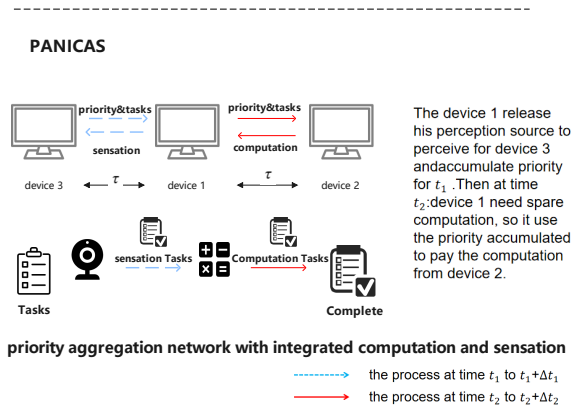 PANICAS
priority&tasks
priority&tasks
sensation
computation
device 3
τ
device 1
τ
device 2
The device 1 release
his perception source to
perceive for device 3
andaccumulate priority
for t₁ .Then at time
t₂:device 1 need spare
computation, so it use
the priority accumulated
to pay the computation
from device 2.
sensation Tasks
Computation Tasks
Tasks
Complete
priority aggregation network with integrated computation and sensation
the process at time t₁ to t₁+Δt₁
the process at time t₂ to t₂+Δt₂